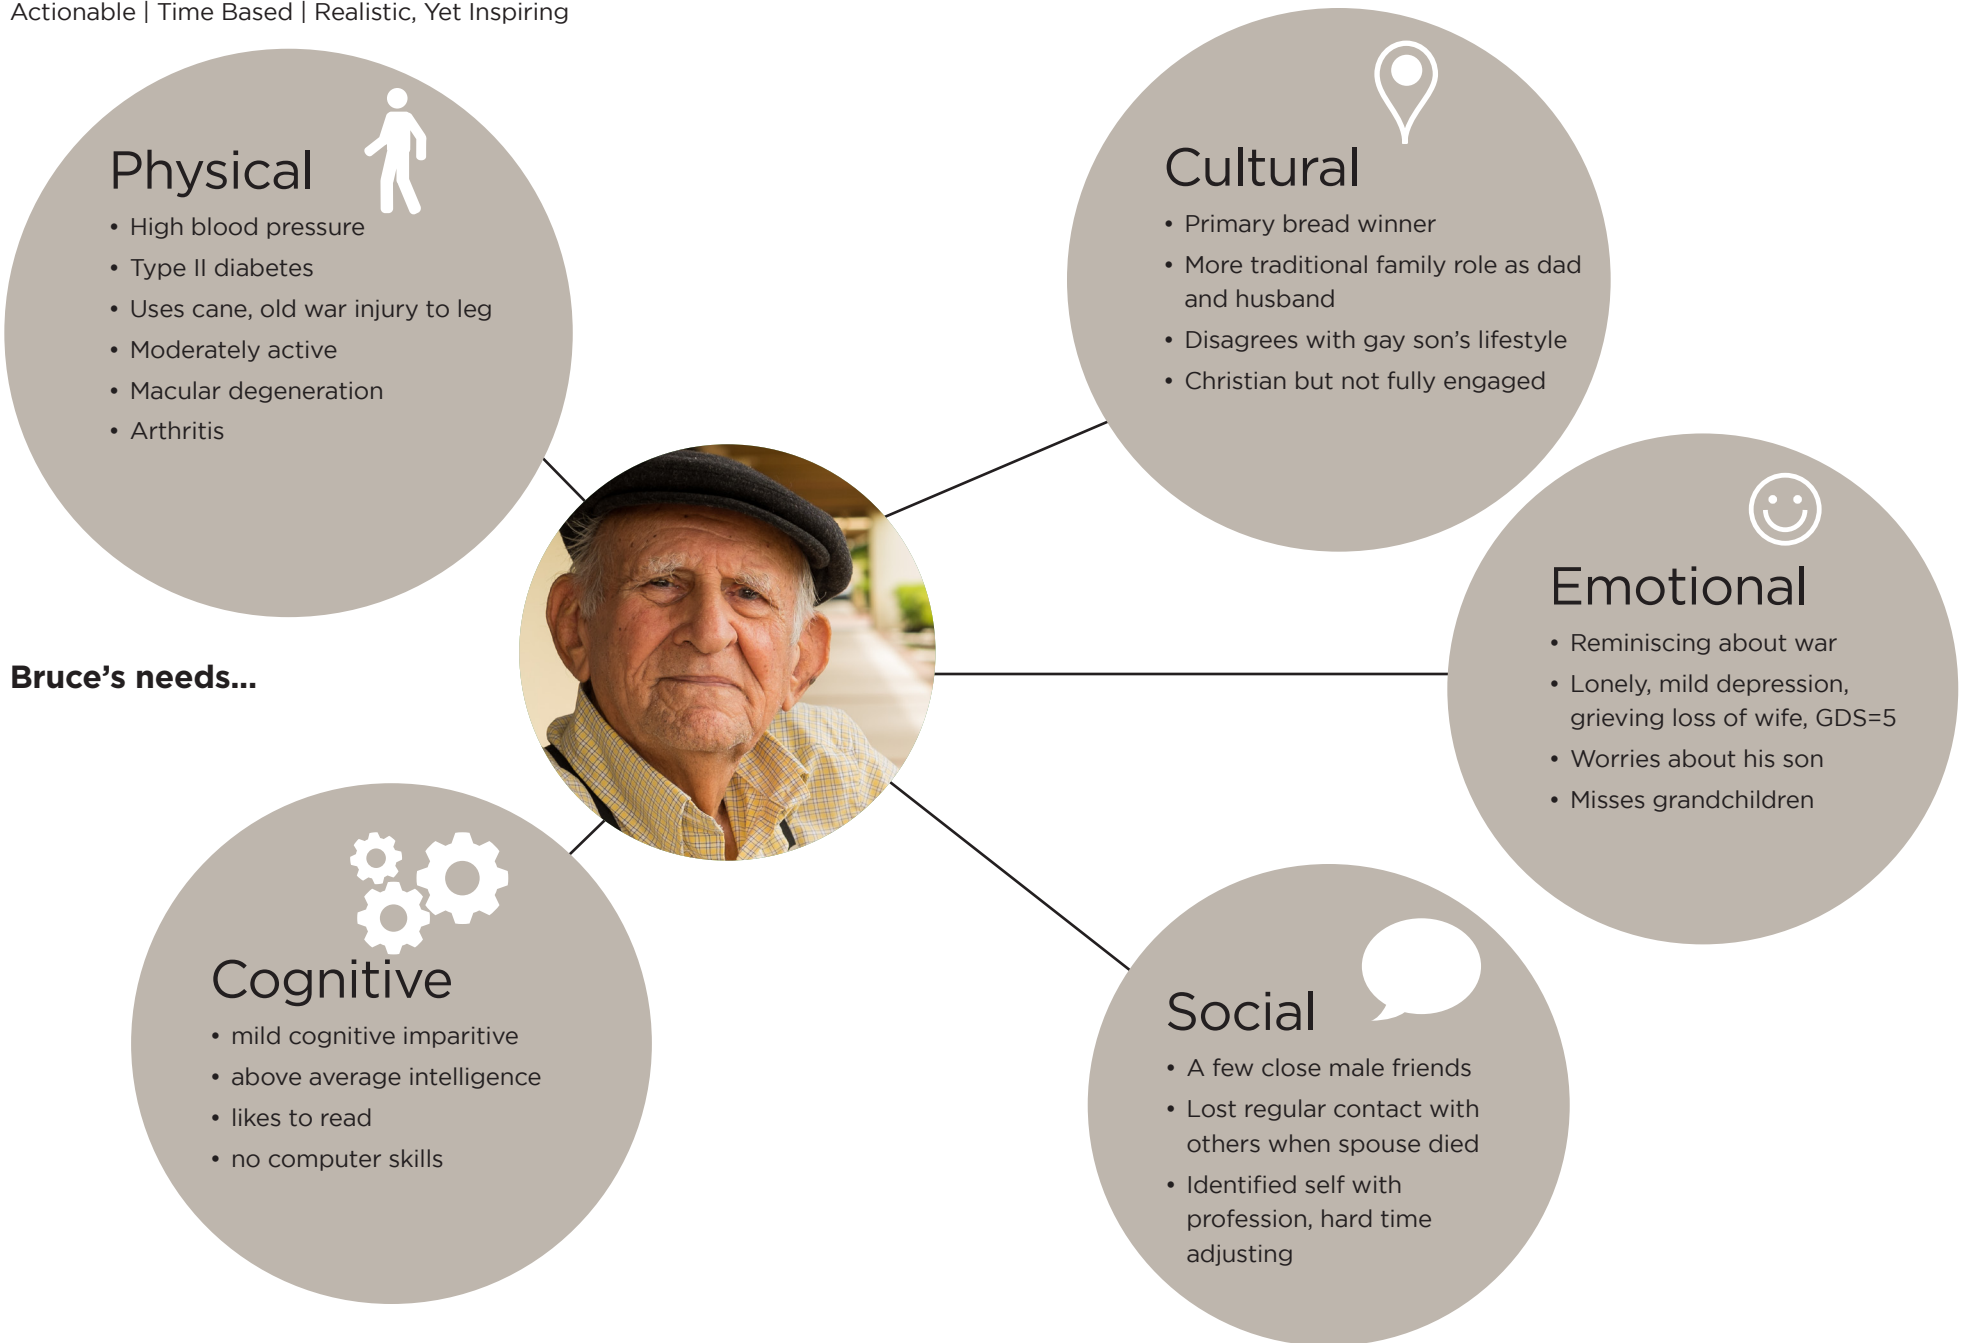 Actionable | Time Based | Realistic, Yet Inspiring
Physical
• High blood pressure
• Type II diabetes
• Uses cane, old war injury to leg
• Moderately active
• Macular degeneration
• Arthritis
Cultural
• Primary bread winner
• More traditional family role as dad
and husband
• Disagrees with gay son’s lifestyle
• Christian but not fully engaged
Emotional
• Reminiscing about war
• Lonely, mild depression,
grieving loss of wife, GDS=5
• Worries about his son
• Misses grandchildren
Bruce’s needs...
Cognitive
• mild cognitive imparitive
• above average intelligence
• likes to read
• no computer skills
Social
• A few close male friends
• Lost regular contact with
others when spouse died
• Identified self with
profession, hard time
adjusting